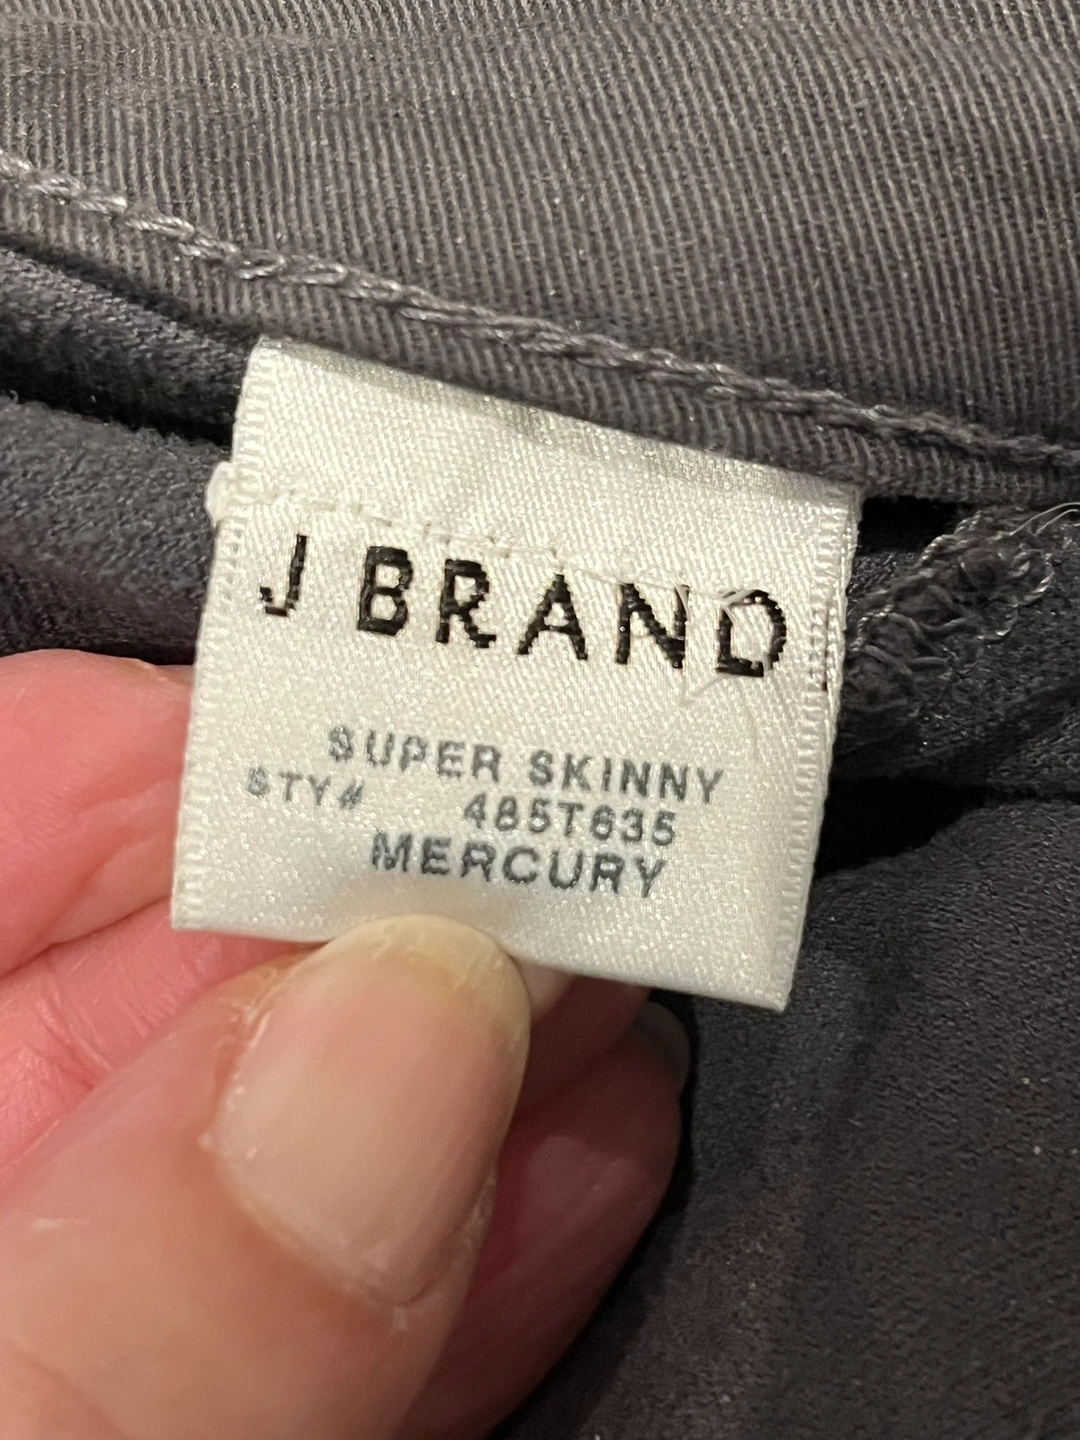 J BRAND
SUPER SKINNY
STY# 485T635
MERCURY